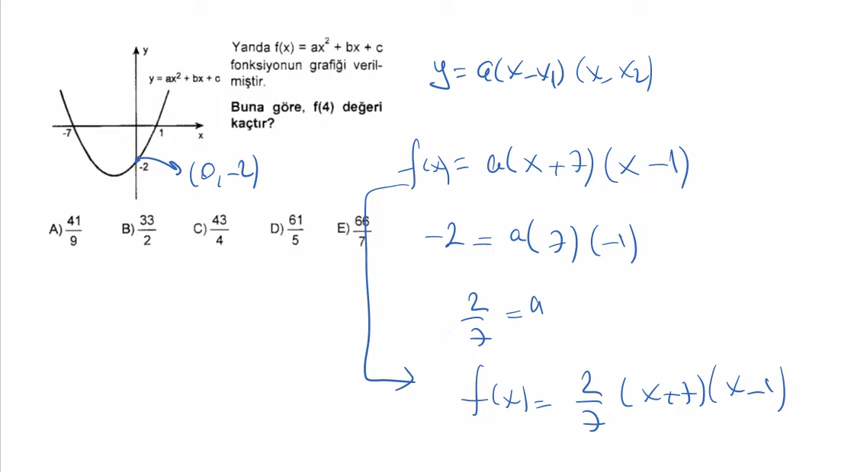 y
y = ax² + bx + c
-7
1
x
-2
(0, -2)
Yanda f(x) = ax² + bx + c
fonksiyonun grafiği veril-
miştir.
Buna göre, f(4) değeri
kaçtır?
A) 41/9 B) 33/2 C) 43/4 D) 61/5 E) 66/7
y = a(x-x₁) (x, x₂)
f(x) = a(x+7)(x-1)
-2 = a(7)(-1)
2/7 = a
f(x) = 2/7 (x+7)(x-1)